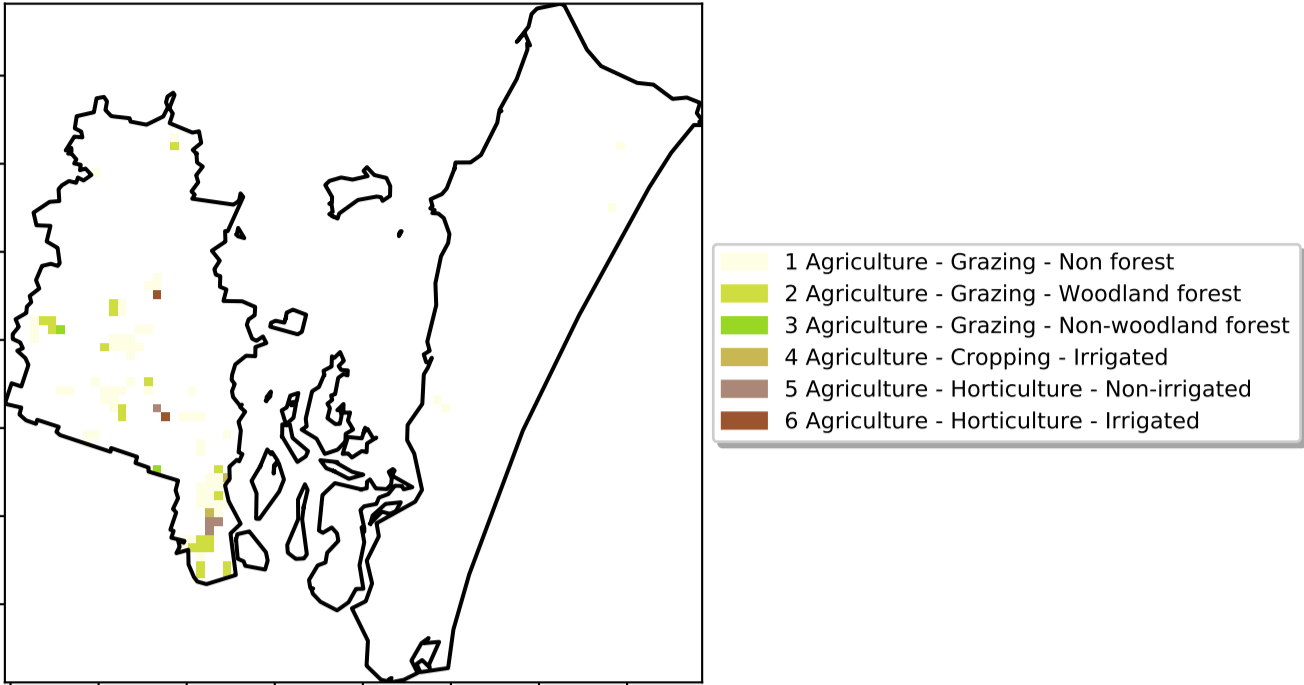 1 Agriculture - Grazing - Non forest
2 Agriculture - Grazing - Woodland forest
3 Agriculture - Grazing - Non-woodland forest
4 Agriculture - Cropping - Irrigated
5 Agriculture - Horticulture - Non-irrigated
6 Agriculture - Horticulture - Irrigated